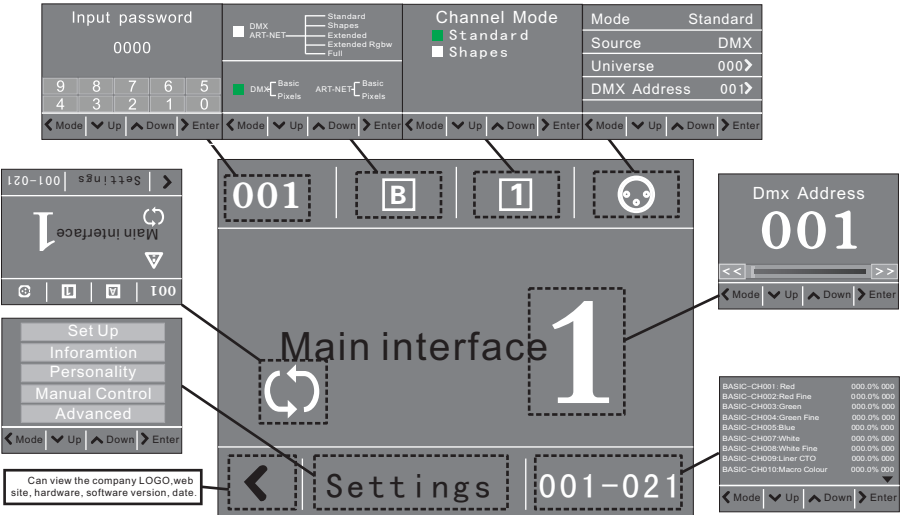 Input password
0000
9 8 7 6 5
4 3 2 1 0
Mode Up Down Enter
DMX
ART-NET
Standard
Shapes
Extended
Extended Rgbw
Full
DMX
Basic
Pixels
ART-NET
Basic
Pixels
Mode Up Down Enter
Channel Mode
Standard
Shapes
Mode Up Down Enter
Mode Standard
Source DMX
Universe 000
DMX Address 001
Mode Up Down Enter
001-021 Settings
1
Main interface
001 A 1
001 B 1
Main interface 1
Settings 001-021
Dmx Address
001
<< >>
Mode Up Down Enter
Set Up
Inforamtion
Personality
Manual Control
Advanced
Mode Up Down Enter
Can view the company LOGO,web
site, hardware, software version, date.
BASIC-CH001:Red 000.0% 000
BASIC-CH002:Red Fine 000.0% 000
BASIC-CH003:Green 000.0% 000
BASIC-CH004:Green Fine 000.0% 000
BASIC-CH005:Blue 000.0% 000
BASIC-CH007:White 000.0% 000
BASIC-CH008:White Fine 000.0% 000
BASIC-CH009:Liner CTO 000.0% 000
BASIC-CH019:Macro Colour 000.0% 000
Mode Up Down Enter